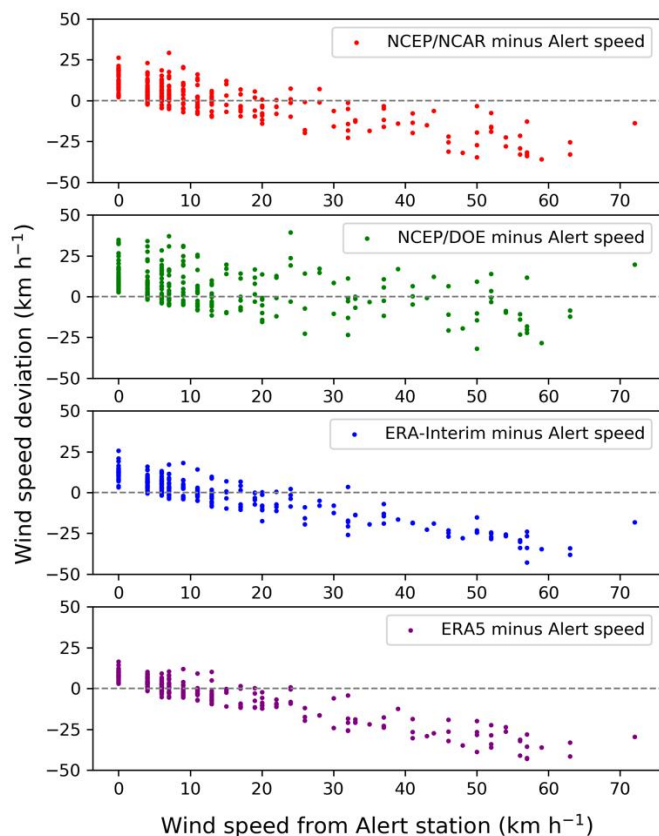 50
25
0
−25
−50
NCEP/NCAR minus Alert speed
0 10 20 30 40 50 60 70
50
25
0
−25
−50
NCEP/DOE minus Alert speed
0 10 20 30 40 50 60 70
50
25
0
−25
−50
ERA-Interim minus Alert speed
0 10 20 30 40 50 60 70
50
25
0
−25
−50
ERA5 minus Alert speed
0 10 20 30 40 50 60 70
Wind speed deviation (km h⁻¹)
Wind speed from Alert station (km h⁻¹)